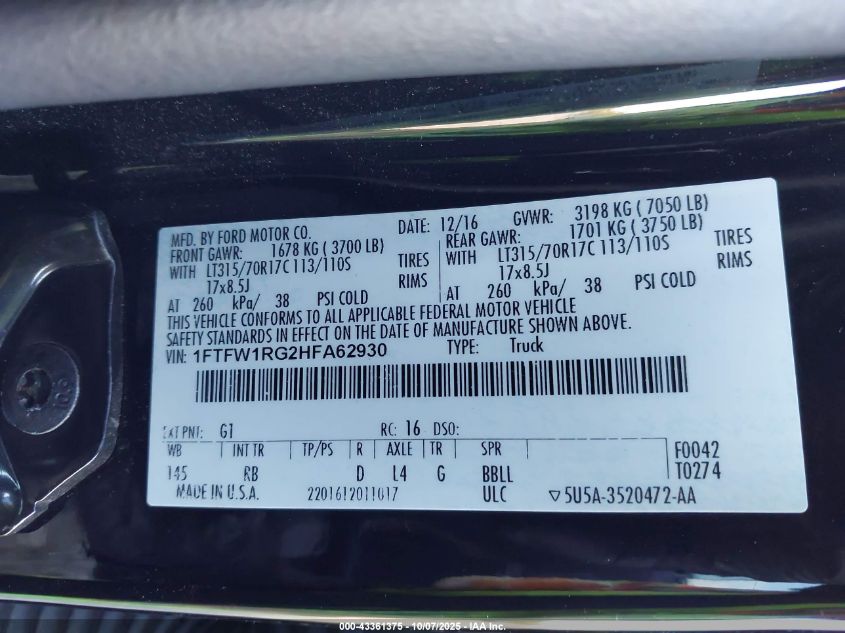 MFD. BY FORD MOTOR CO. DATE: 12/16 GVWR: 3198 KG ( 7050 LB)
FRONT GAWR: 1678 KG ( 3700 LB) REAR GAWR: 1701 KG ( 3750 LB)
WITH LT315/70R17C 113/110S TIRES WITH LT315/70R17C 113/110S TIRES
17x8.5J RIMS 17x8.5J RIMS
AT 260 kPa/ 38 PSI COLD AT 260 kPa/ 38 PSI COLD
THIS VEHICLE CONFORMS TO ALL APPLICABLE FEDERAL MOTOR VEHICLE
SAFETY STANDARDS IN EFFECT ON THE DATE OF MANUFACTURE SHOWN ABOVE.
VIN: 1FTFW1RG2HFA62930 TYPE: Truck
EXT PNT: G1 RC: 16 DSO:
WB INT TR TP/PS R AXLE TR SPR F0042
145 RB D L4 G BBLL T0274
MADE IN U.S.A. 2201612011017 ULC ▽5U5A-3520472-AA
000-43361375 - 10/07/2025 - IAA Inc.